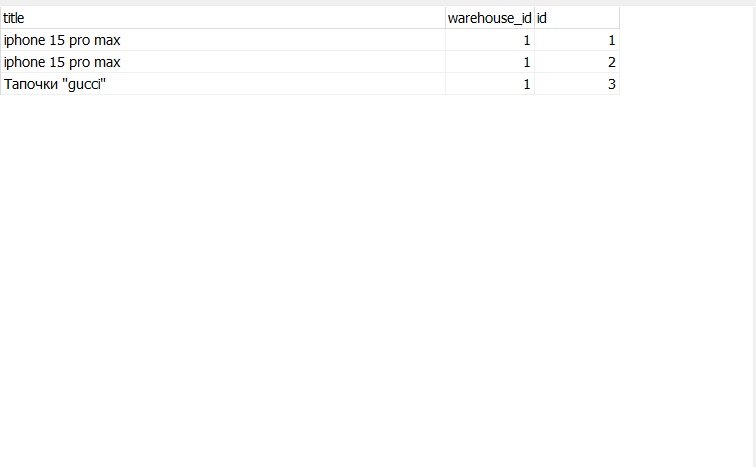 title warehouse_id id
iphone 15 pro max 1 1
iphone 15 pro max 1 2
Тапочки "gucci" 1 3